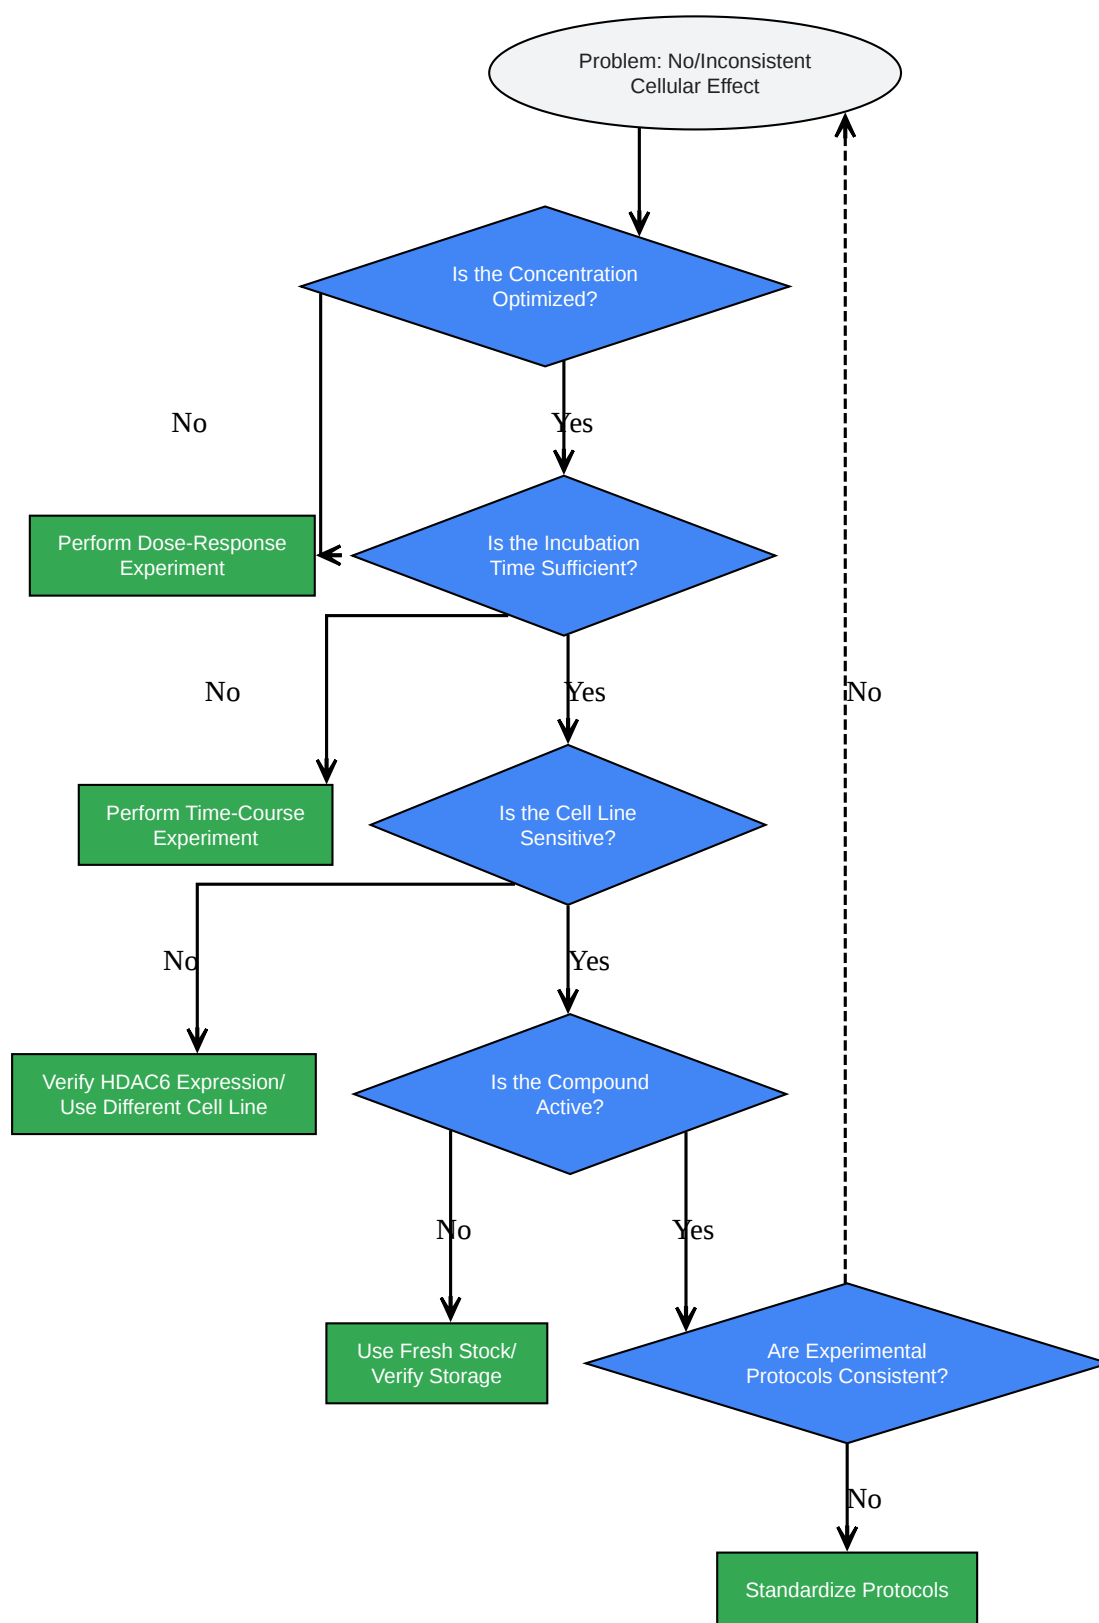 Problem: No/Inconsistent
Cellular Effect
Is the Concentration
Optimized?
No
Yes
Perform Dose-Response
Experiment
Is the Incubation
Time Sufficient?
No
Yes
No
Perform Time-Course
Experiment
Is the Cell Line
Sensitive?
No
Yes
Verify HDAC6 Expression/
Use Different Cell Line
Is the Compound
Active?
No
Yes
Use Fresh Stock/
Verify Storage
Are Experimental
Protocols Consistent?
No
Standardize Protocols